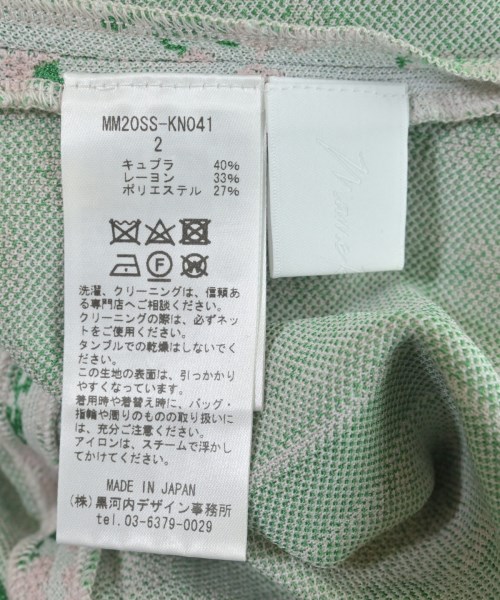 MM20SS-KN041
2
キュプラ 40%
レーヨン 33%
ポリエステル 27%
洗濯、クリーニングは、信頼あ
る専門店へご相談ください。
クリーニングの際は、必ずネッ
トをご使用ください。
タンブルでの乾燥はしないでく
ださい。
この生地の表面は、引っかかり
やすくなっています。
着用時や着替え時に、バッグ・
指輪や周りのものの取り扱いに
は、充分ご注意ください。
アイロンは、スチームで浮かし
てかけてください。
MADE IN JAPAN
(株)黒河内デザイン事務所
tel.03-6379-0029